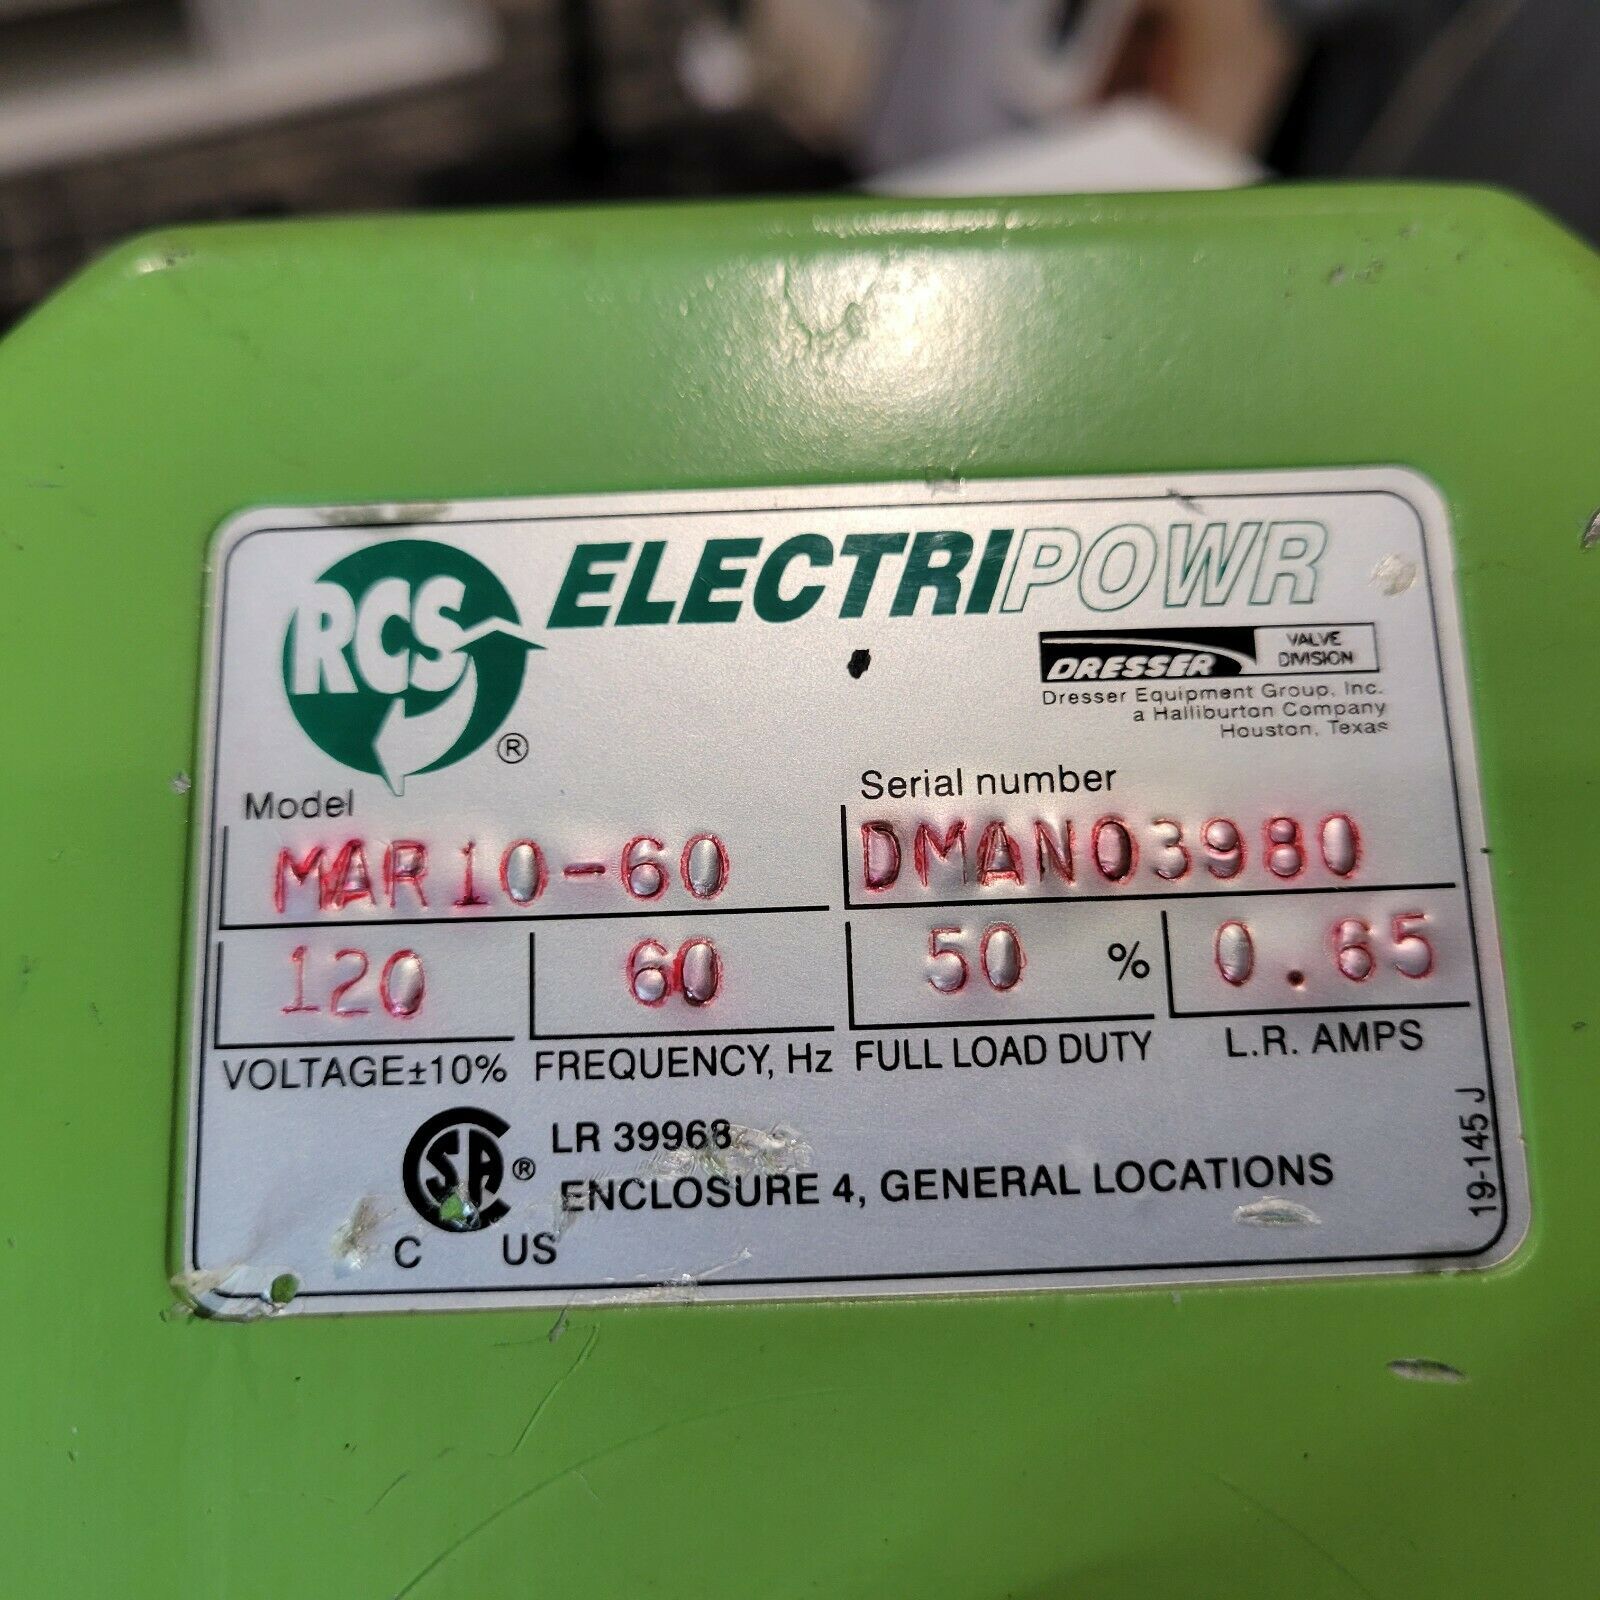 RCS ®
ELECTRIPOWR
DRESSER VALVE DIVISION
Dresser Equipment Group, Inc.
a Halliburton Company
Houston, Texas
Model
MAR10-60
Serial number
DMAN03980
120
VOLTAGE±10%
60
FREQUENCY, Hz
50 %
FULL LOAD DUTY
0.65
L.R. AMPS
SA ®
C US
LR 39968
ENCLOSURE 4, GENERAL LOCATIONS
19-145 J